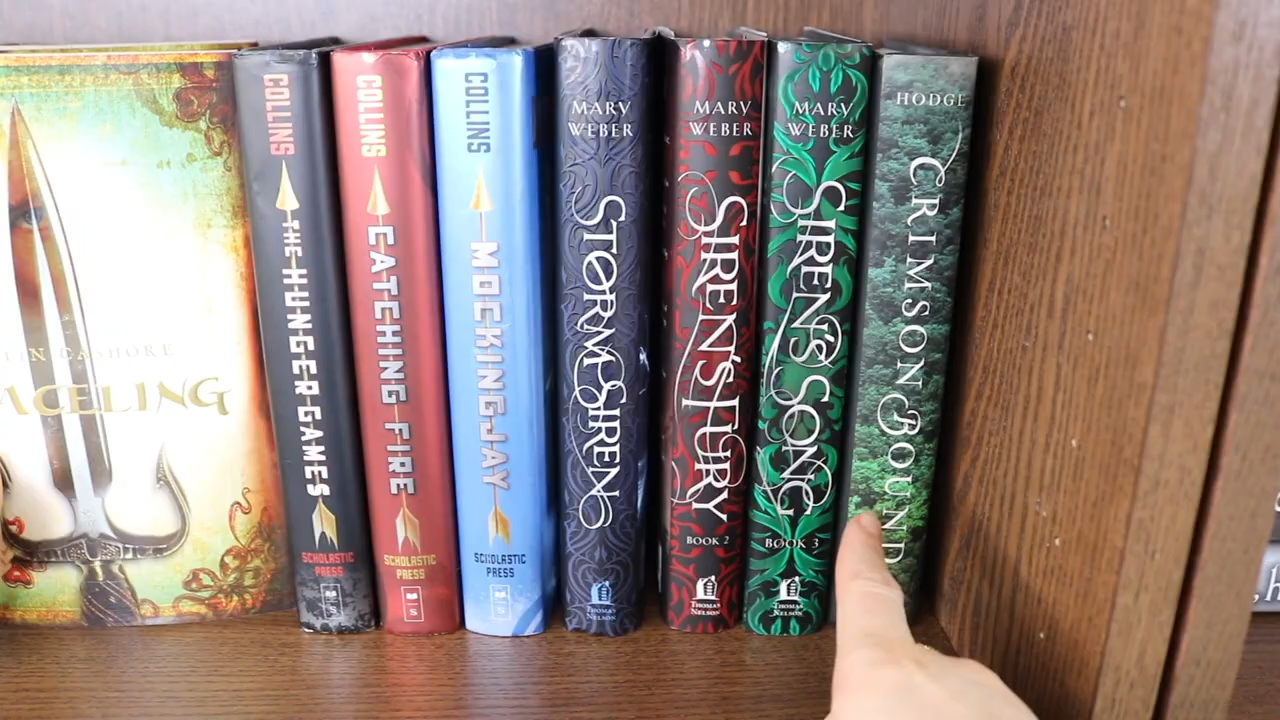 COLLINS
THE HUNGER GAMES
SCHOLASTIC
PRESS
S
COLLINS
CATCHING FIRE
SCHOLASTIC
PRESS
S
COLLINS
MOCKINGJAY
SCHOLASTIC
PRESS
S
MARY
WEBER
STORM SIREN
THOMAS
NELSON
MARY
WEBER
SIREN'S FURY
BOOK 2
THOMAS
NELSON
MARY
WEBER
SIREN'S SONG
BOOK 3
THOMAS
NELSON
HODGE
CRIMSON BOUND
CASHORE
ACELING